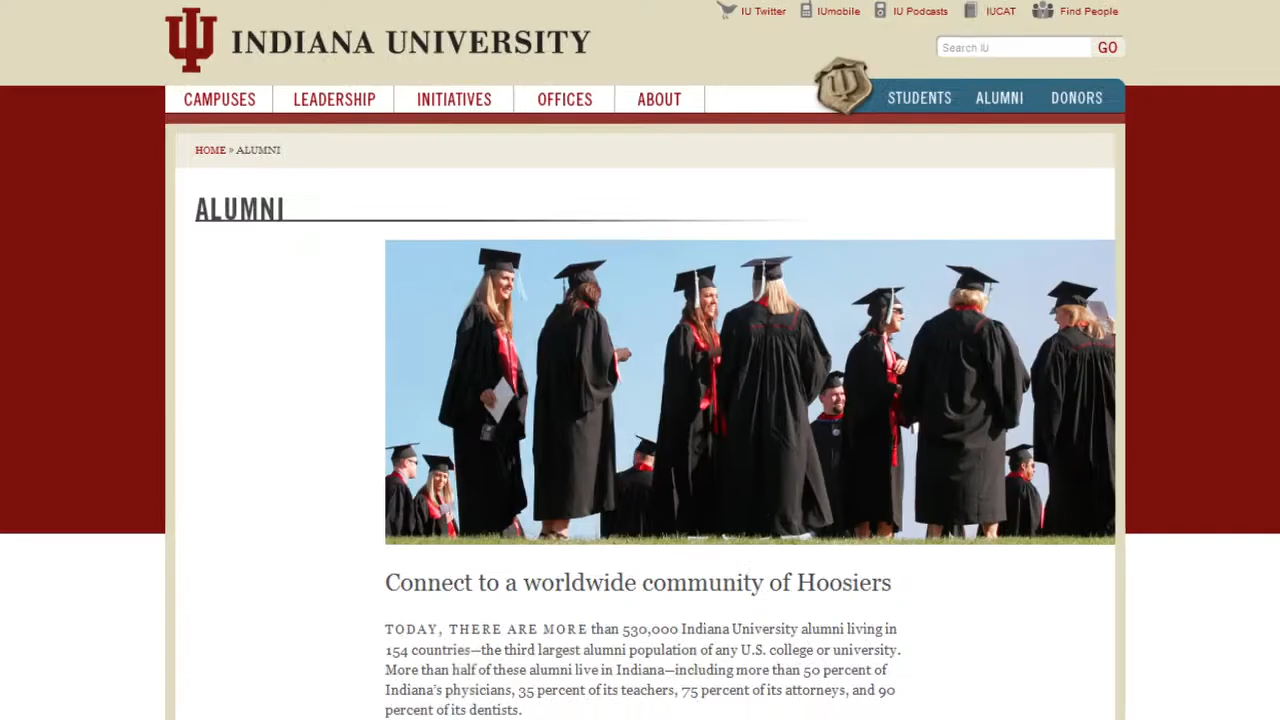 IU Twitter IUmobile IU Podcasts IUCAT Find People
INDIANA UNIVERSITY
Search IU GO
CAMPUSES LEADERSHIP INITIATIVES OFFICES ABOUT STUDENTS ALUMNI DONORS
HOME » ALUMNI
ALUMNI
Connect to a worldwide community of Hoosiers
TODAY, THERE ARE MORE than 530,000 Indiana University alumni living in
154 countries—the third largest alumni population of any U.S. college or university.
More than half of these alumni live in Indiana—including more than 50 percent of
Indiana's physicians, 35 percent of its teachers, 75 percent of its attorneys, and 90
percent of its dentists.